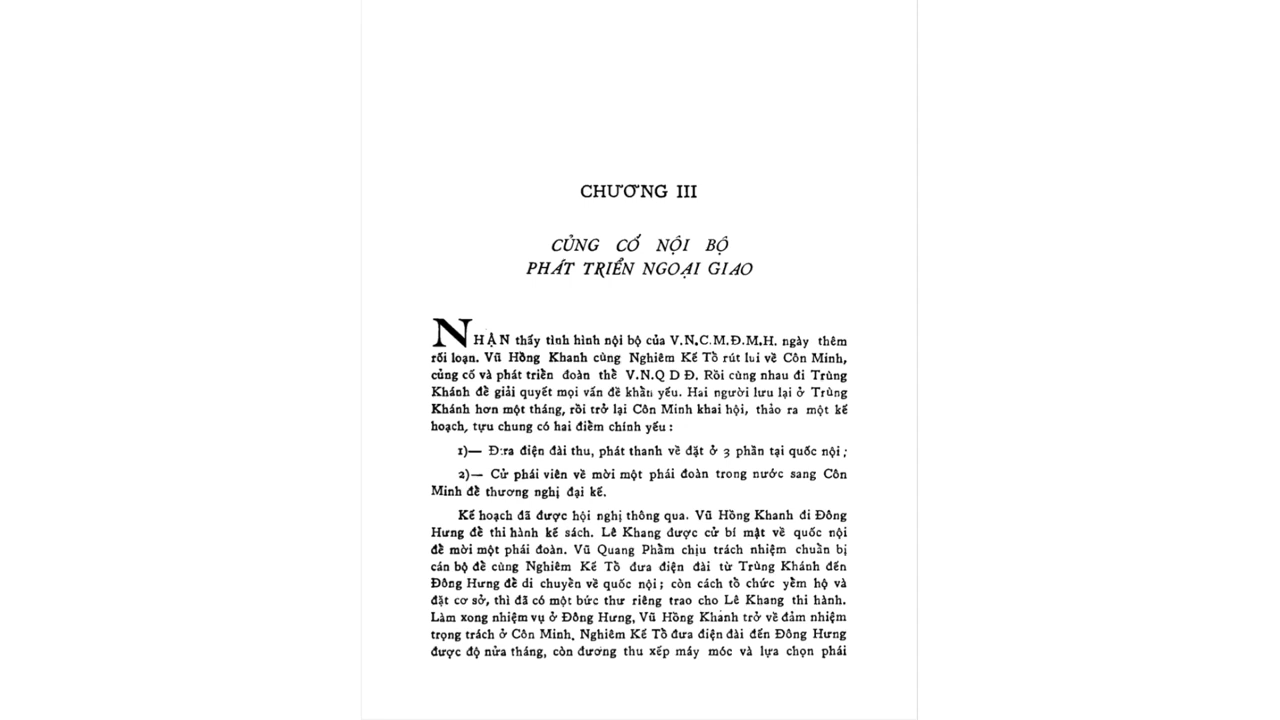 CHƯƠNG III
CỦNG CỐ NỘI BỘ
PHÁT TRIỂN NGOẠI GIAO
NHẬN thấy tình hình nội bộ của V.N.C.M.Đ.M.H. ngày thêm
rối loạn. Vũ Hồng Khanh cùng Nghiêm Kế Tổ rút lui về Côn Minh,
củng cố và phát triển đoàn thể V.N.Q D Đ. Rồi cùng nhau đi Trùng
Khánh để giải quyết mọi vấn đề khẩn yếu. Hai người lưu lại ở Trùng
Khánh hơn một tháng, rồi trở lại Côn Minh khai hội, thảo ra một kế
hoạch, tựu chung có hai điểm chính yếu :
1)— Đưa điện đài thu, phát thanh về đặt ở 3 phần tại quốc nội ;
2)— Cử phái viên về mời một phái đoàn trong nước sang Côn
Minh để thương nghị đại kế.
Kế hoạch đã được hội nghị thông qua. Vũ Hồng Khanh đi Đông
Hưng để thi hành kế sách. Lê Khang được cử bí mật về quốc nội
để mời một phái đoàn. Vũ Quang Phẩm chịu trách nhiệm chuẩn bị
cán bộ để cùng Nghiêm Kế Tổ đưa điện đài từ Trùng Khánh đến
Đông Hưng để di chuyển về quốc nội ; còn cách tổ chức yểm hộ và
đặt cơ sở, thì đã có một bức thư riêng trao cho Lê Khang thi hành.
Làm xong nhiệm vụ ở Đông Hưng, Vũ Hồng Khanh trở về đảm nhiệm
trọng trách ở Côn Minh. Nghiêm Kế Tổ đưa điện đài đến Đông Hưng
được độ nửa tháng, còn đương thu xếp máy móc và lựa chọn phái